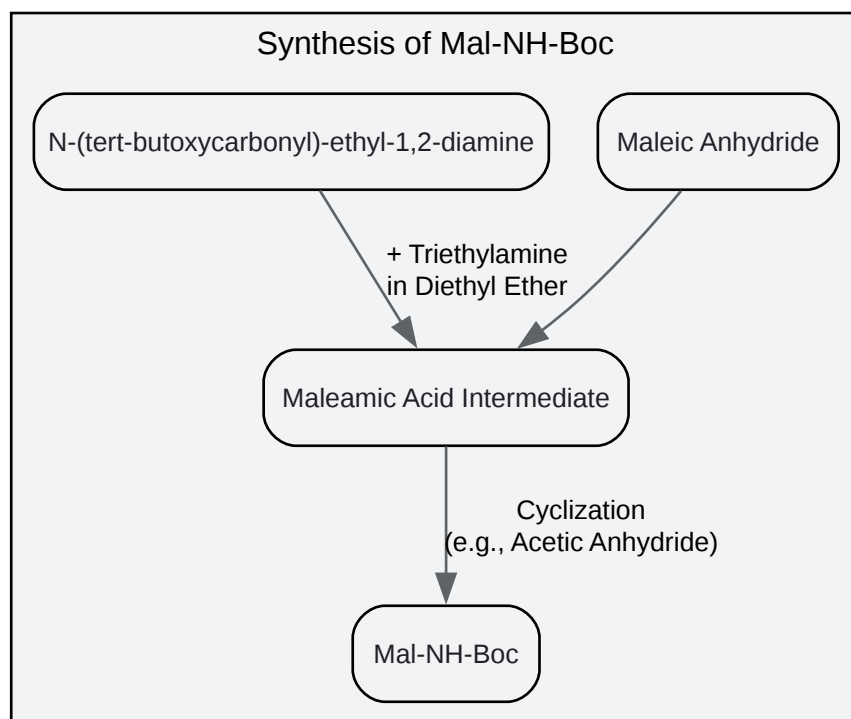 Synthesis of Mal-NH-Boc
N-(tert-butoxycarbonyl)-ethyl-1,2-diamine
Maleic Anhydride
+ Triethylamine
in Diethyl Ether
Maleamic Acid Intermediate
Cyclization
(e.g., Acetic Anhydride)
Mal-NH-Boc